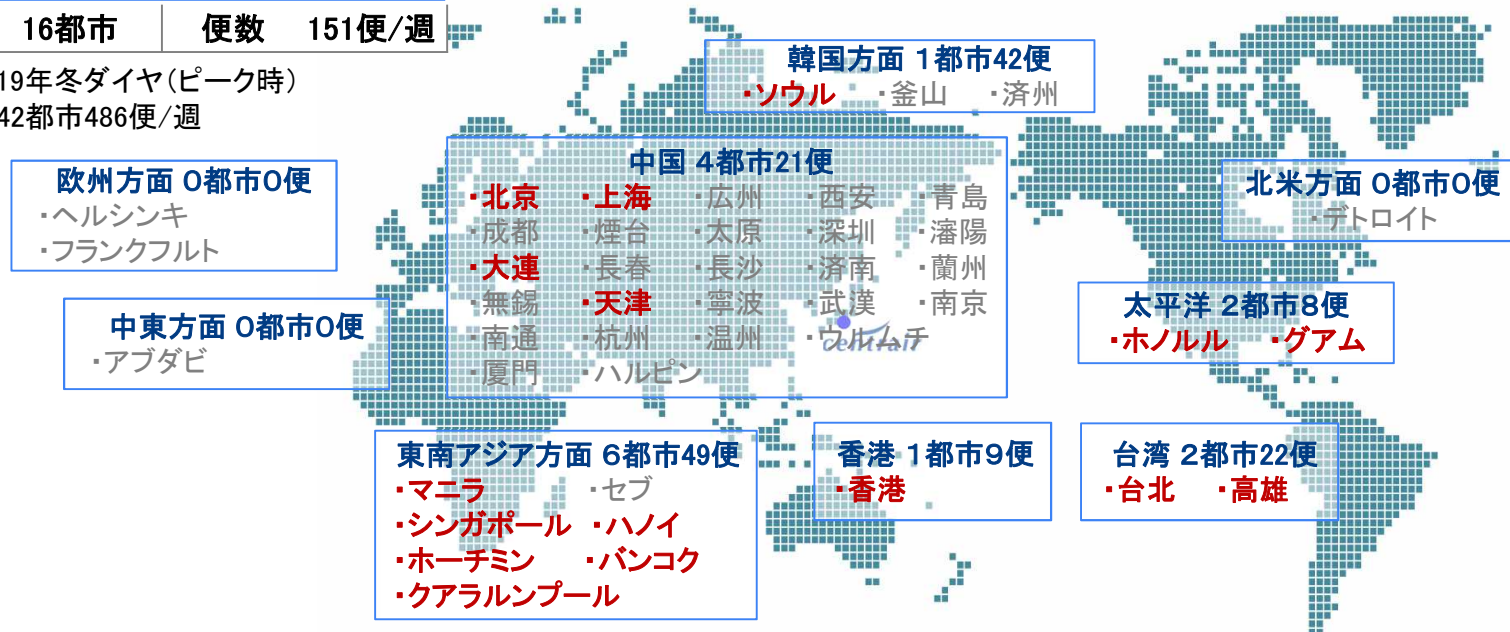 16都市 便数 151便/週
19年冬ダイヤ(ピーク時)
42都市486便/週
韓国方面 1都市42便
・ソウル ・釜山 ・済州
中国 4都市21便
・北京 ・上海 ・広州 ・西安 ・青島
・成都 ・煙台 ・太原 ・深圳 ・瀋陽
・大連 ・長春 ・長沙 ・済南 ・蘭州
・無錫 ・天津 ・寧波 ・武漢 ・南京
・南通 ・杭州 ・温州 ・ウルムチ
・厦門 ・ハルピン
centrair
欧州方面 0都市0便
・ヘルシンキ
・フランクフルト
中東方面 0都市0便
・アブダビ
北米方面 0都市0便
・デトロイト
太平洋 2都市8便
・ホノルル ・グアム
東南アジア方面 6都市49便
・マニラ ・セブ
・シンガポール ・ハノイ
・ホーチミン ・バンコク
・クアラルンプール
香港 1都市9便
・香港
台湾 2都市22便
・台北 ・高雄